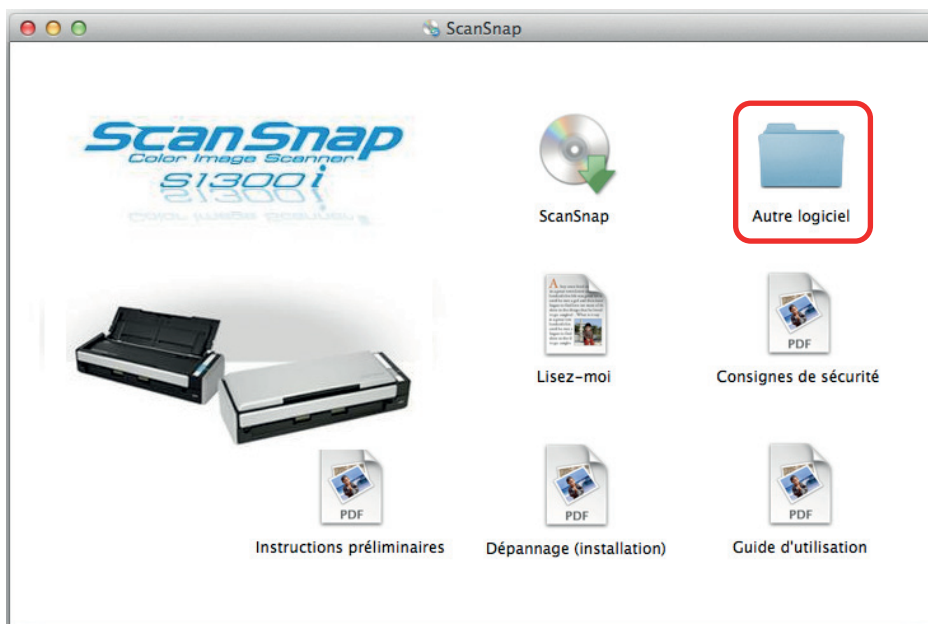 ScanSnap
ScanSnap
Color Image Scanner
S1300i
ScanSnap
Autre logiciel
Lisez-moi
PDF
Consignes de sécurité
PDF
PDF
PDF
Instructions préliminaires
Dépannage (installation)
Guide d'utilisation